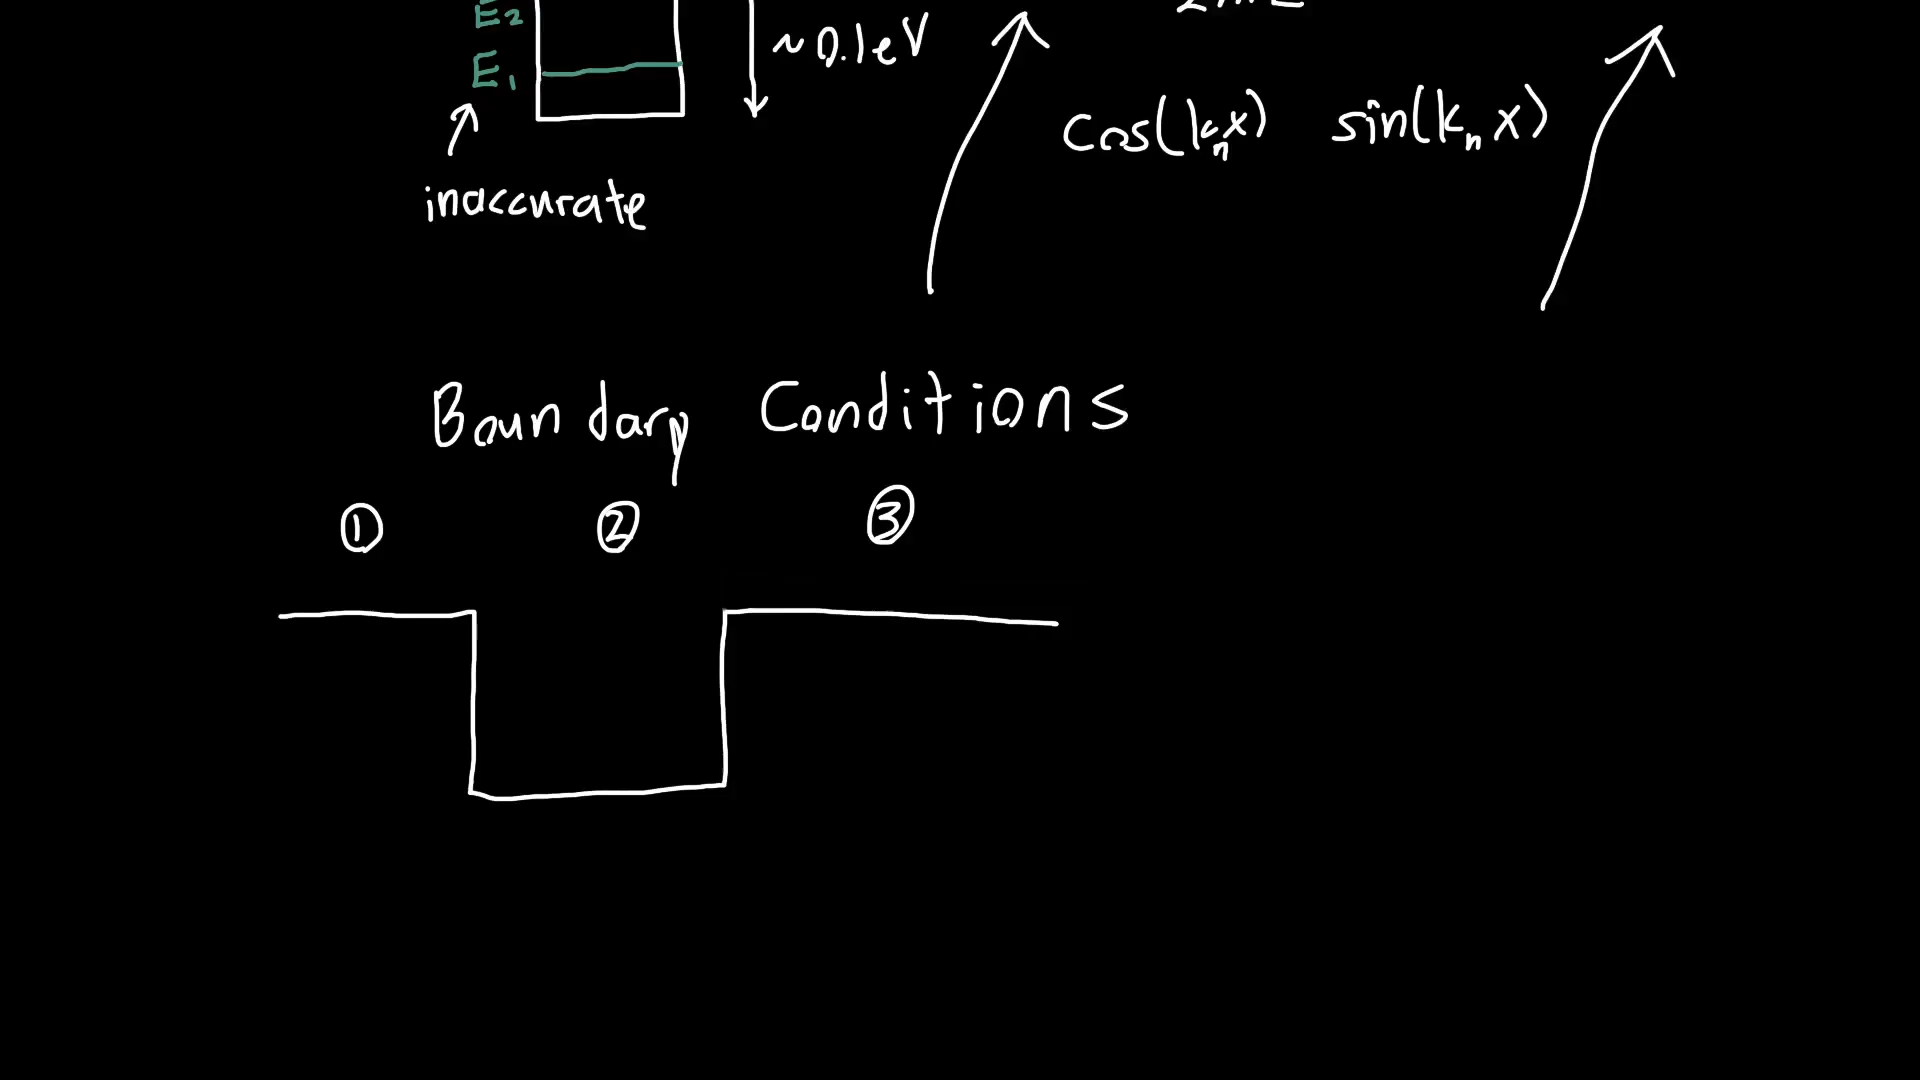 E₂
E₁
~0.1eV
cos(kₙx) sin(kₙx)
inaccurate
Boundary Conditions
① ② ③